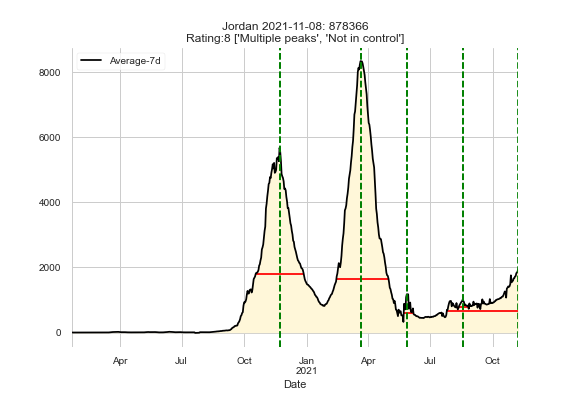 Jordan 2021-11-08: 878366
Rating:8 ['Multiple peaks', 'Not in control']
Average-7d
8000
6000
4000
2000
0
Apr Jul Oct Jan Apr Jul Oct
2021
Date